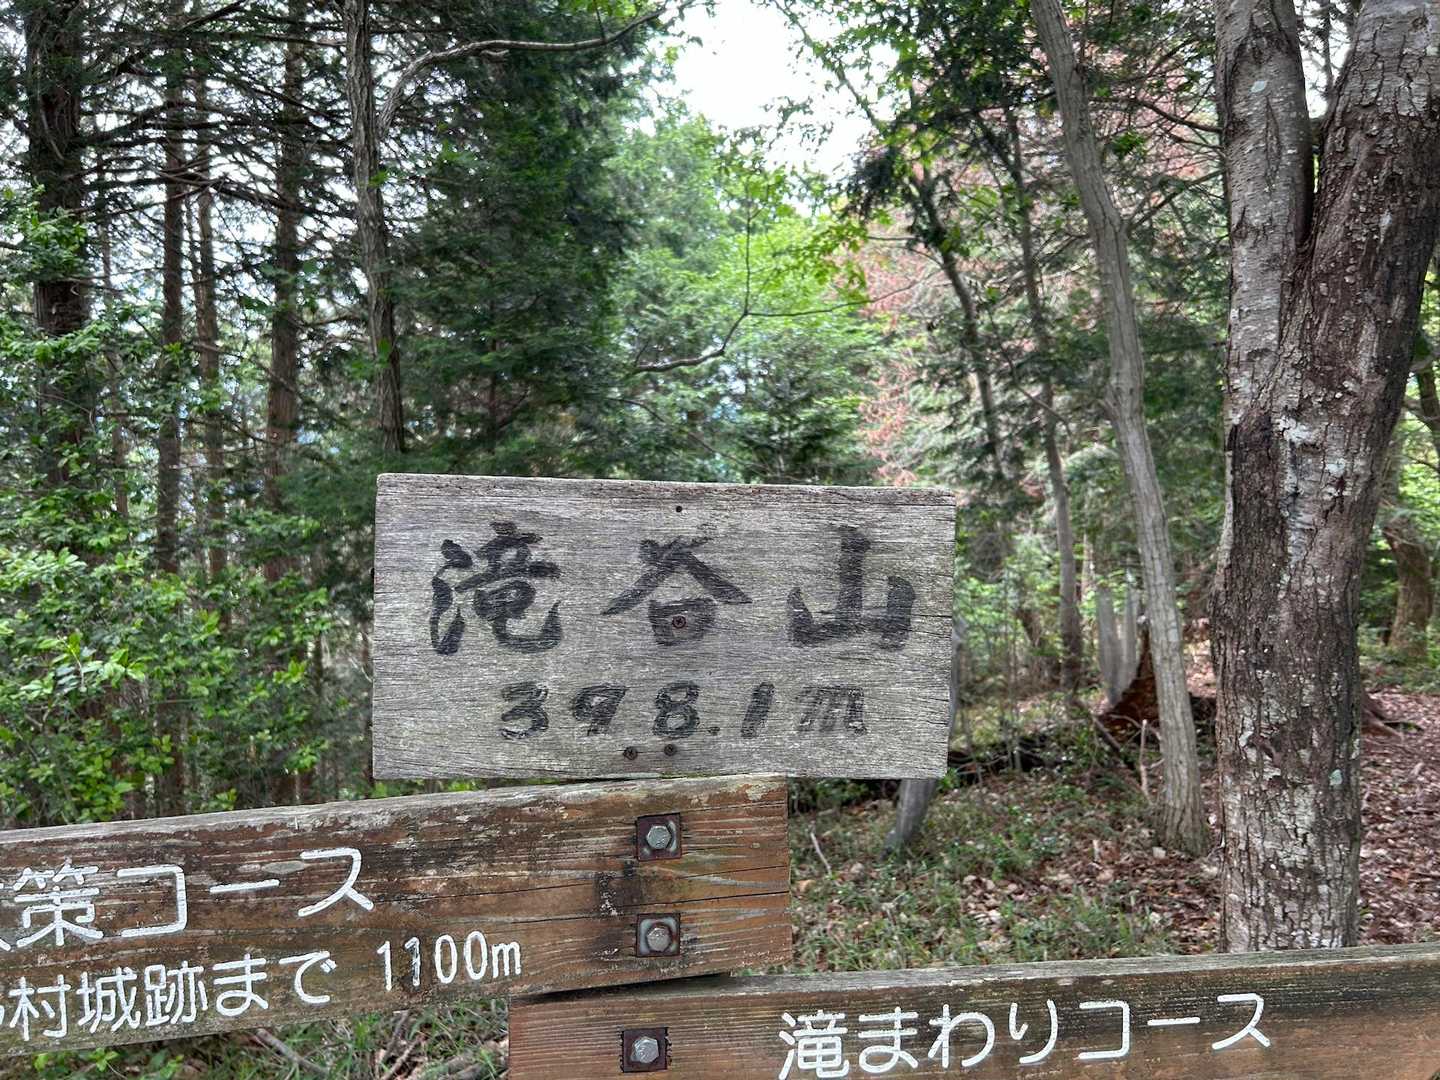 滝谷山
398.1m
策コース
村城跡まで 1100m
滝まわりコース